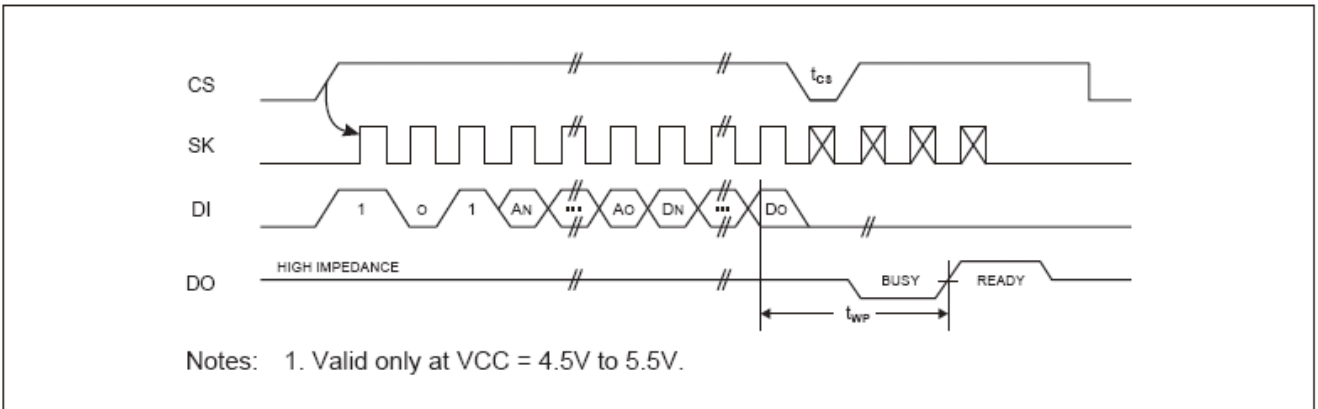 CS
tcs
SK
DI
1 0 1 AN ... A0 DN ... D0
DO
HIGH IMPEDANCE
BUSY READY
tWP
Notes: 1. Valid only at VCC = 4.5V to 5.5V.